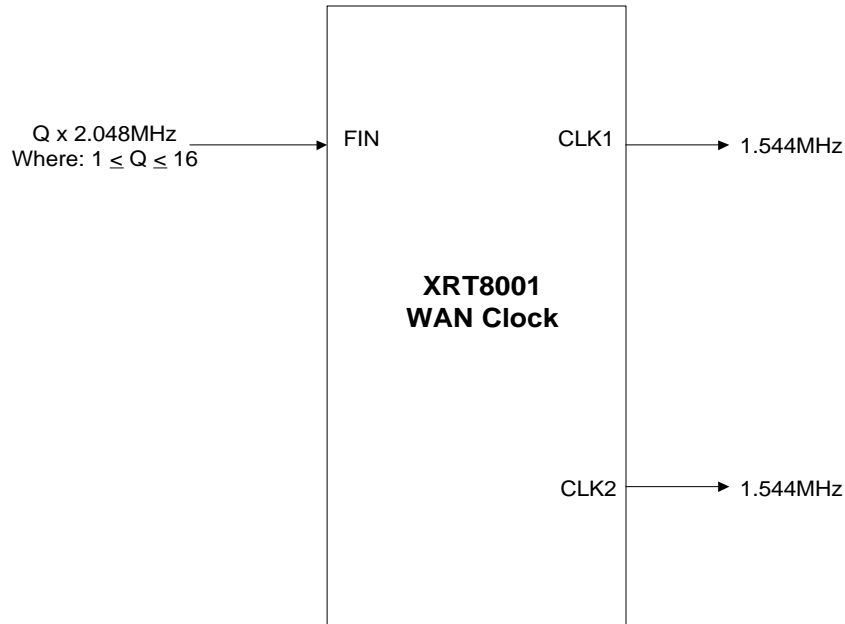 Q x 2.048MHz
Where: 1 ≤ Q ≤ 16
FIN
CLK1
1.544MHz
XRT8001
WAN Clock
CLK2
1.544MHz